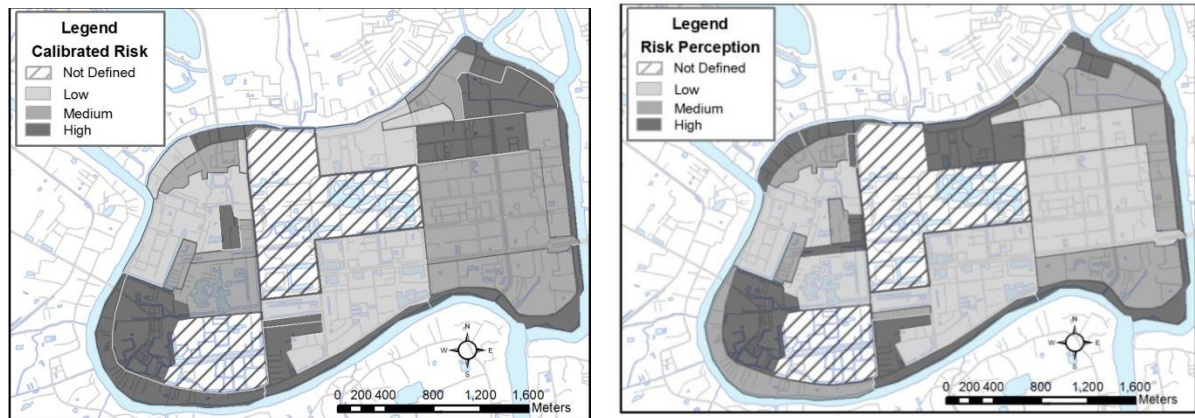 Legend
Calibrated Risk
Not Defined
Low
Medium
High
N
W E
S
0 200 400 800 1,200 1,600
Meters
Legend
Risk Perception
Not Defined
Low
Medium
High
N
W E
S
0 200 400 800 1,200 1,600
Meters